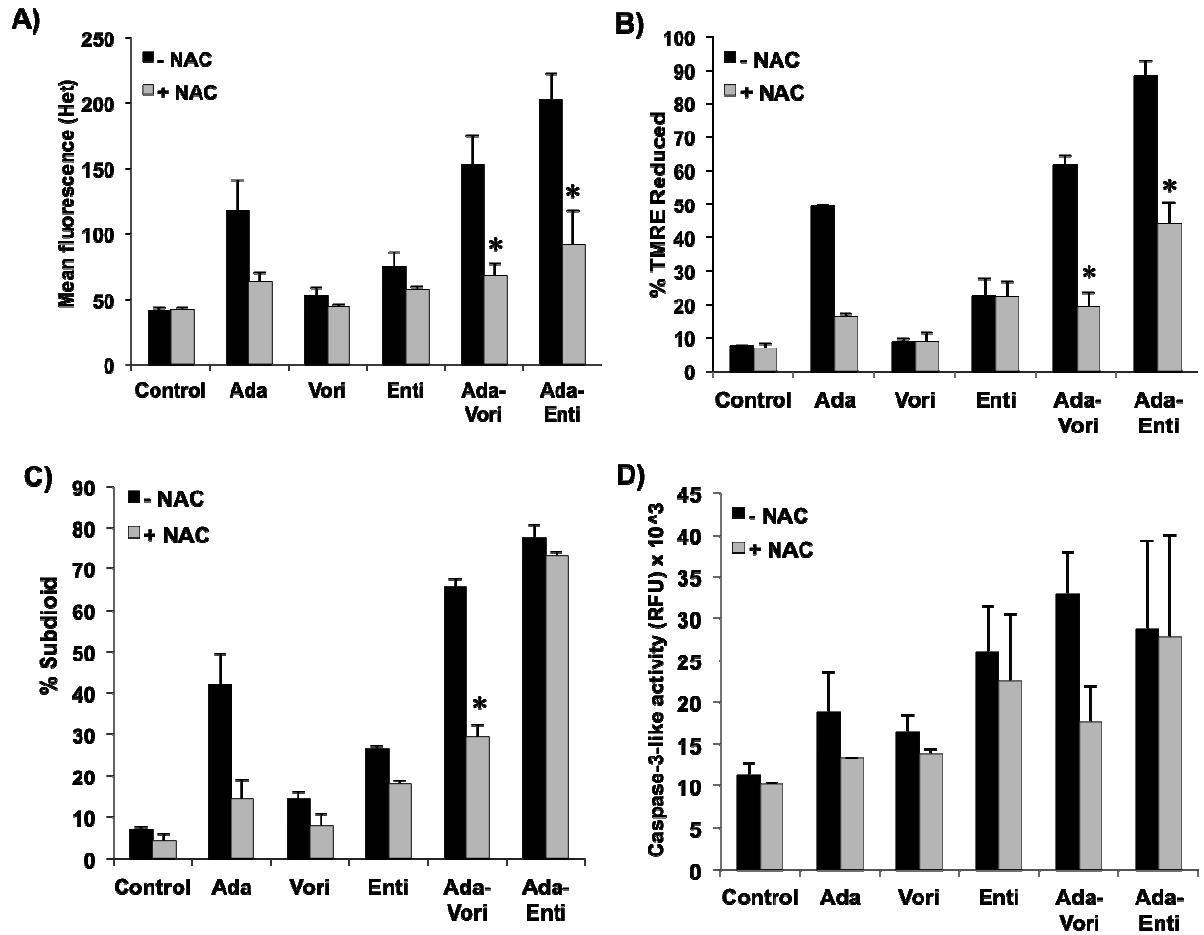 A)
Mean fluorescence (Het)
250
200
150
100
50
0
- NAC
+ NAC
*
*
Control Ada Vori Enti Ada- Ada-
Vori Enti
B)
% TMRE Reduced
100
90
80
70
60
50
40
30
20
10
0
- NAC
+ NAC
*
*
Control Ada Vori Enti Ada- Ada-
Vori Enti
C)
% Subdioid
90
80
70
60
50
40
30
20
10
0
- NAC
+ NAC
*
Control Ada Vori Enti Ada- Ada-
Vori Enti
D)
Caspase-3-like activity (RFU) x 10^3
45
40
35
30
25
20
15
10
5
0
- NAC
+ NAC
Control Ada Vori Enti Ada- Ada-
Vori Enti